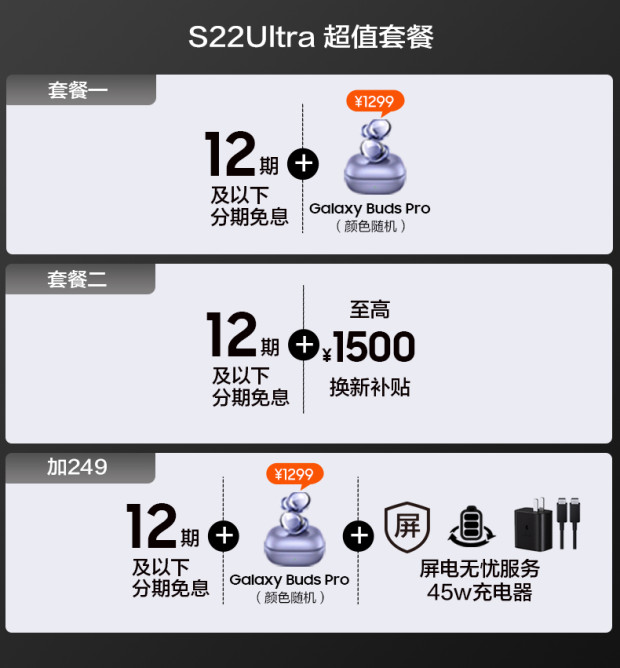 S22Ultra 超值套餐
套餐一
¥1299
12期
及以下
分期免息
Galaxy Buds Pro
（颜色随机）
套餐二
12期
及以下
分期免息
至高
¥1500
换新补贴
加249
12期
及以下
分期免息
¥1299
Galaxy Buds Pro
（颜色随机）
屏
屏电无忧服务
45w充电器